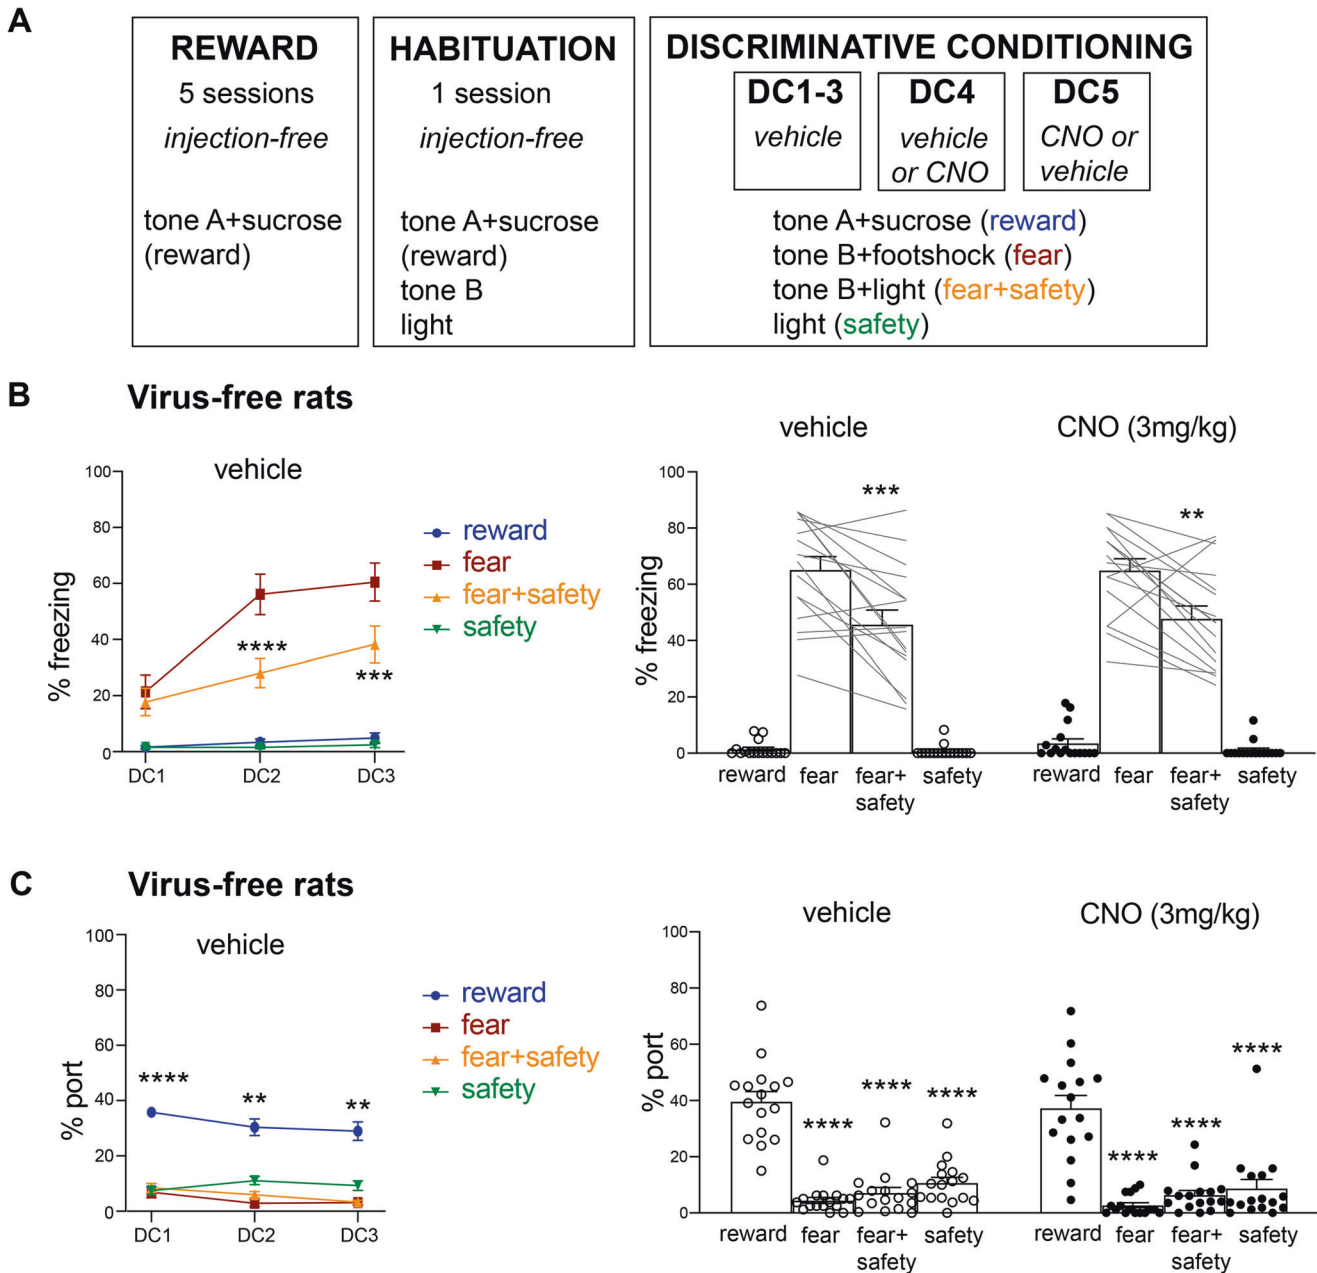 A
REWARD
5 sessions
injection-free
tone A+sucrose
(reward)
HABITUATION
1 session
injection-free
tone A+sucrose
(reward)
tone B
light
DISCRIMINATIVE CONDITIONING
DC1-3
vehicle
DC4
vehicle
or CNO
DC5
CNO or
vehicle
tone A+sucrose (reward)
tone B+footshock (fear)
tone B+light (fear+safety)
light (safety)
B
Virus-free rats
vehicle
% freezing
100
80
60
40
20
0
****
***
DC1
DC2
DC3
reward
fear
fear+safety
safety
vehicle
CNO (3mg/kg)
% freezing
100
80
60
40
20
0
***
**
reward
fear
fear+
safety
safety
reward
fear
fear+
safety
safety
C
Virus-free rats
vehicle
% port
100
80
60
40
20
0
****
**
**
DC1
DC2
DC3
reward
fear
fear+safety
safety
vehicle
CNO (3mg/kg)
% port
100
80
60
40
20
0
****
****
****
****
****
****
reward
fear
fear+
safety
safety
reward
fear
fear+
safety
safety